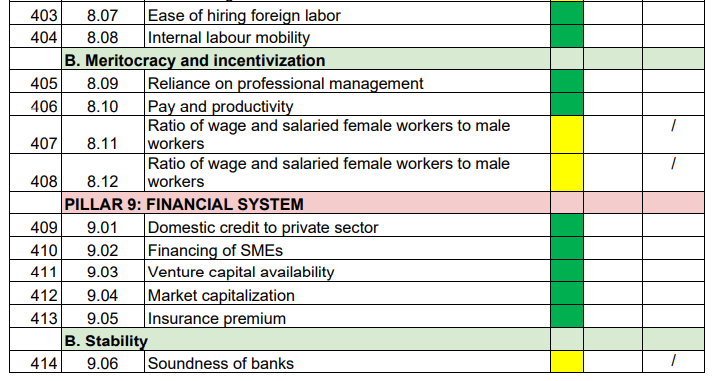 403 8.07 Ease of hiring foreign labor
404 8.08 Internal labour mobility
B. Meritocracy and incentivization
405 8.09 Reliance on professional management
406 8.10 Pay and productivity
407 8.11 Ratio of wage and salaried female workers to male
workers /
408 8.12 Ratio of wage and salaried female workers to male
workers /
PILLAR 9: FINANCIAL SYSTEM
409 9.01 Domestic credit to private sector
410 9.02 Financing of SMEs
411 9.03 Venture capital availability
412 9.04 Market capitalization
413 9.05 Insurance premium
B. Stability
414 9.06 Soundness of banks /